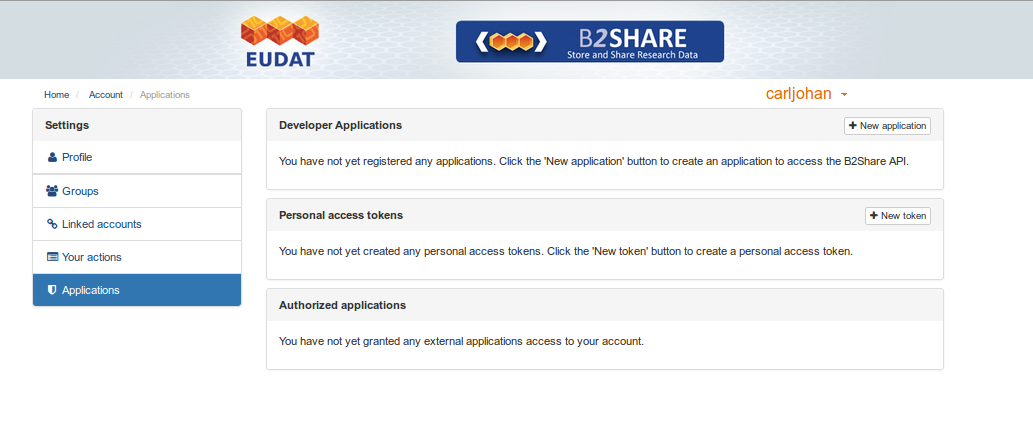 EUDAT
B2SHARE
Store and Share Research Data
Home / Account / Applications
carljohan
Settings
Profile
Groups
Linked accounts
Your actions
Applications
Developer Applications
New application
You have not yet registered any applications. Click the 'New application' button to create an application to access the B2Share API.
Personal access tokens
New token
You have not yet created any personal access tokens. Click the 'New token' button to create a personal access token.
Authorized applications
You have not yet granted any external applications access to your account.